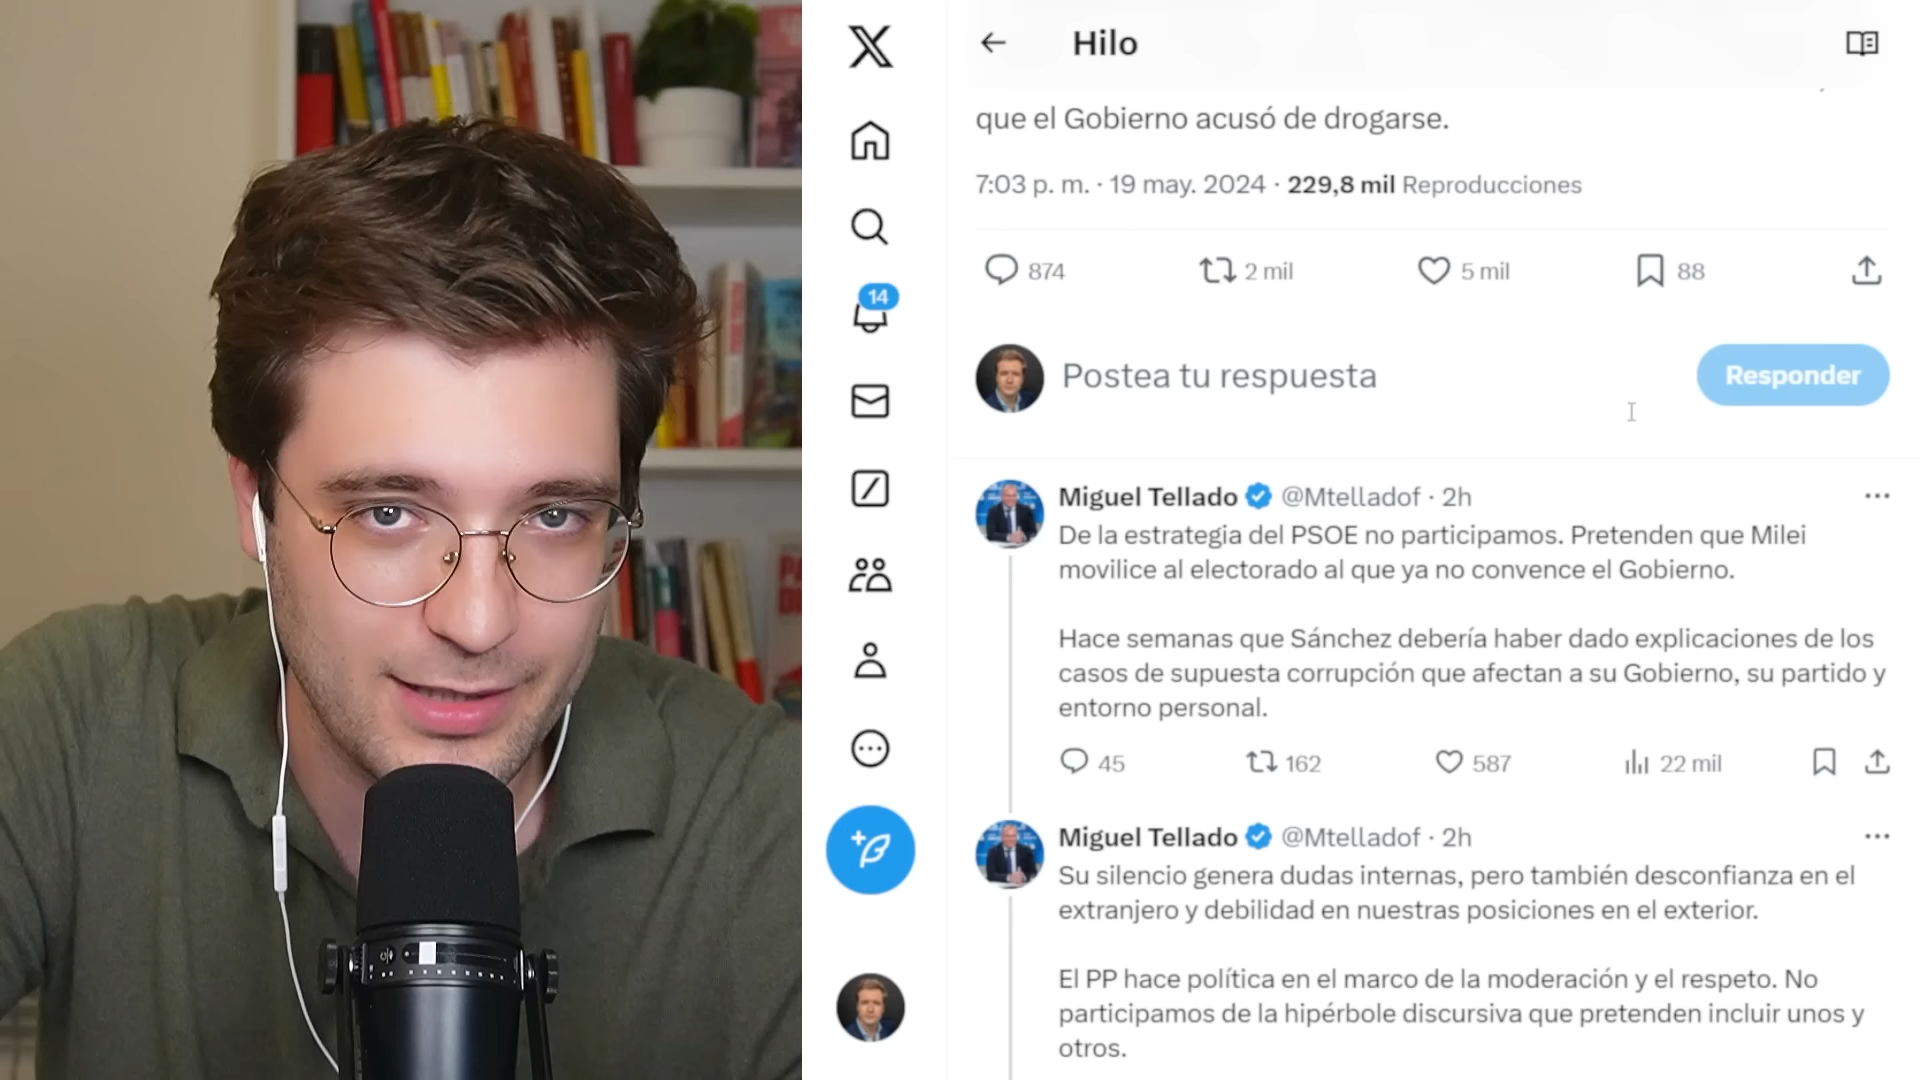 Hilo
que el Gobierno acusó de drogarse.
7:03 p. m. · 19 may. 2024 · 229,8 mil Reproducciones
874 2 mil 5 mil 88
14
Postea tu respuesta
Responder
Miguel Tellado @Mtelladof · 2h
De la estrategia del PSOE no participamos. Pretenden que Milei
movilice al electorado al que ya no convence el Gobierno.
Hace semanas que Sánchez debería haber dado explicaciones de los
casos de supuesta corrupción que afectan a su Gobierno, su partido y
entorno personal.
45 162 587 22 mil
Miguel Tellado @Mtelladof · 2h
Su silencio genera dudas internas, pero también desconfianza en el
extranjero y debilidad en nuestras posiciones en el exterior.
El PP hace política en el marco de la moderación y el respeto. No
participamos de la hipérbole discursiva que pretenden incluir unos y
otros.